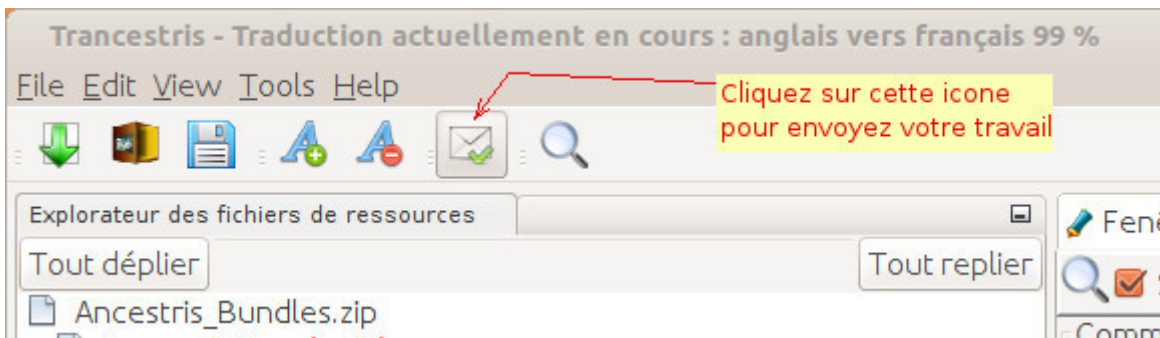 Trancestris - Traduction actuellement en cours : anglais vers français 99 %
File Edit View Tools Help
Cliquez sur cette icone
pour envoyez votre travail
Explorateur des fichiers de ressources
Tout déplier
Tout replier
Ancestris_Bundles.zip